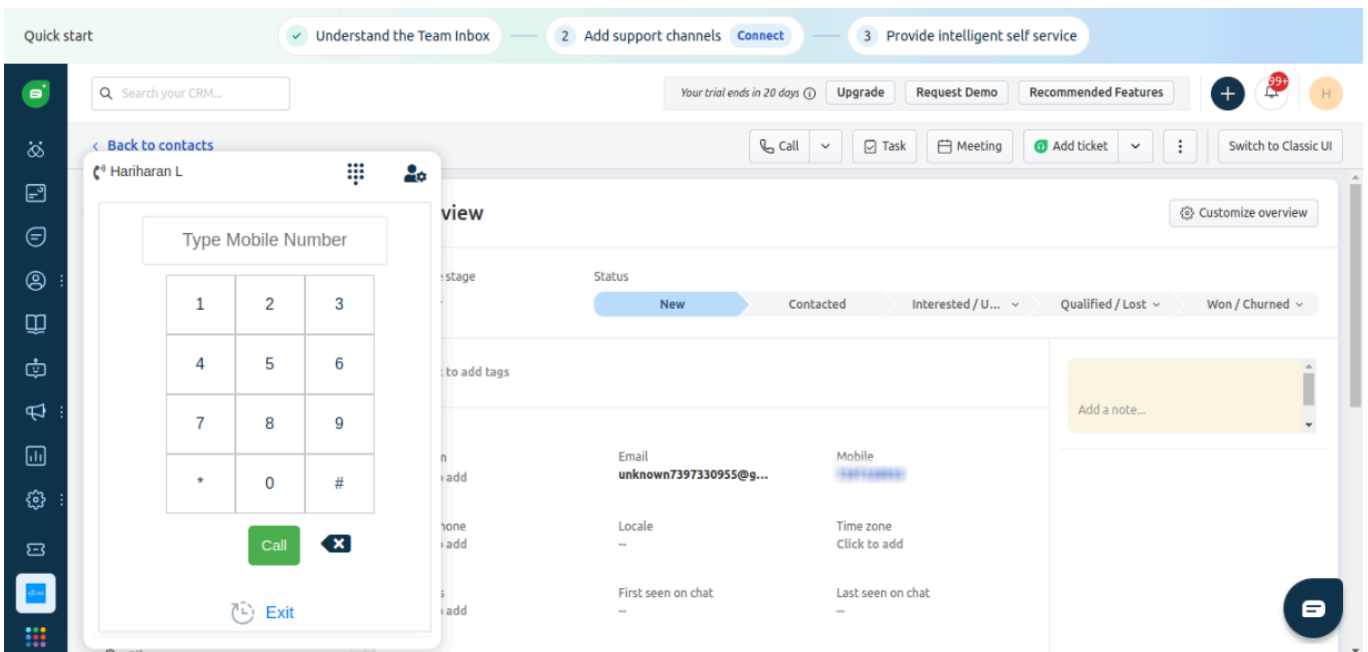 Quick start
Understand the Team Inbox
2 Add support channels Connect
3 Provide intelligent self service
Search your CRM...
Your trial ends in 20 days
Upgrade
Request Demo
Recommended Features
99+
H
Back to contacts
Call
Task
Meeting
Add ticket
Switch to Classic UI
Hariharan L
view
Customize overview
Type Mobile Number
1 2 3
4 5 6
7 8 9
* 0 #
Call
Exit
stage
Status
New
Contacted
Interested / U...
Qualified / Lost
Won / Churned
to add tags
Add a note...
add
Email
unknown7397330955@g...
Mobile
add
Locale
--
Time zone
Click to add
add
First seen on chat
--
Last seen on chat
--